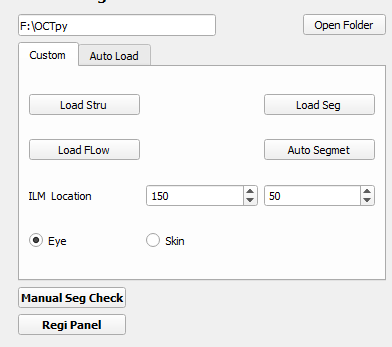 F:\OCTpy
Open Folder
Custom
Auto Load
Load Stru
Load Seg
Load FLow
Auto Segmet
ILM Location
150
50
Eye
Skin
Manual Seg Check
Regi Panel